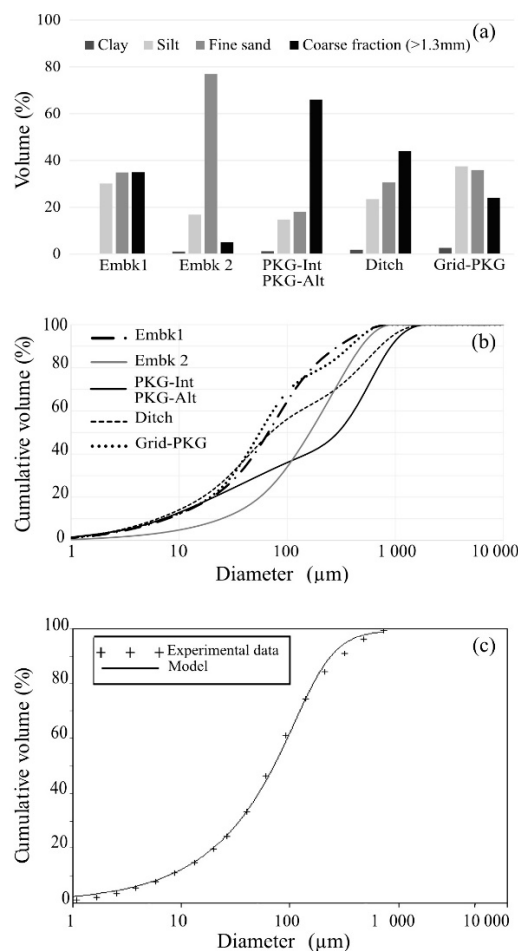 (a)
Clay Silt Fine sand Coarse fraction (>1.3mm)
Volume (%)
100
80
60
40
20
0
Embk1 Embk 2 PKG-Int Ditch Grid-PKG
PKG-Alt
(b)
Embk1
Embk 2
PKG-Int
PKG-Alt
Ditch
Grid-PKG
Cumulative volume (%)
100
80
60
40
20
0
1 10 100 1 000 10 000
Diameter (µm)
(c)
Experimental data
Model
Cumulative volume (%)
100
80
60
40
20
0
1 10 100 1 000 10 000
Diameter (µm)